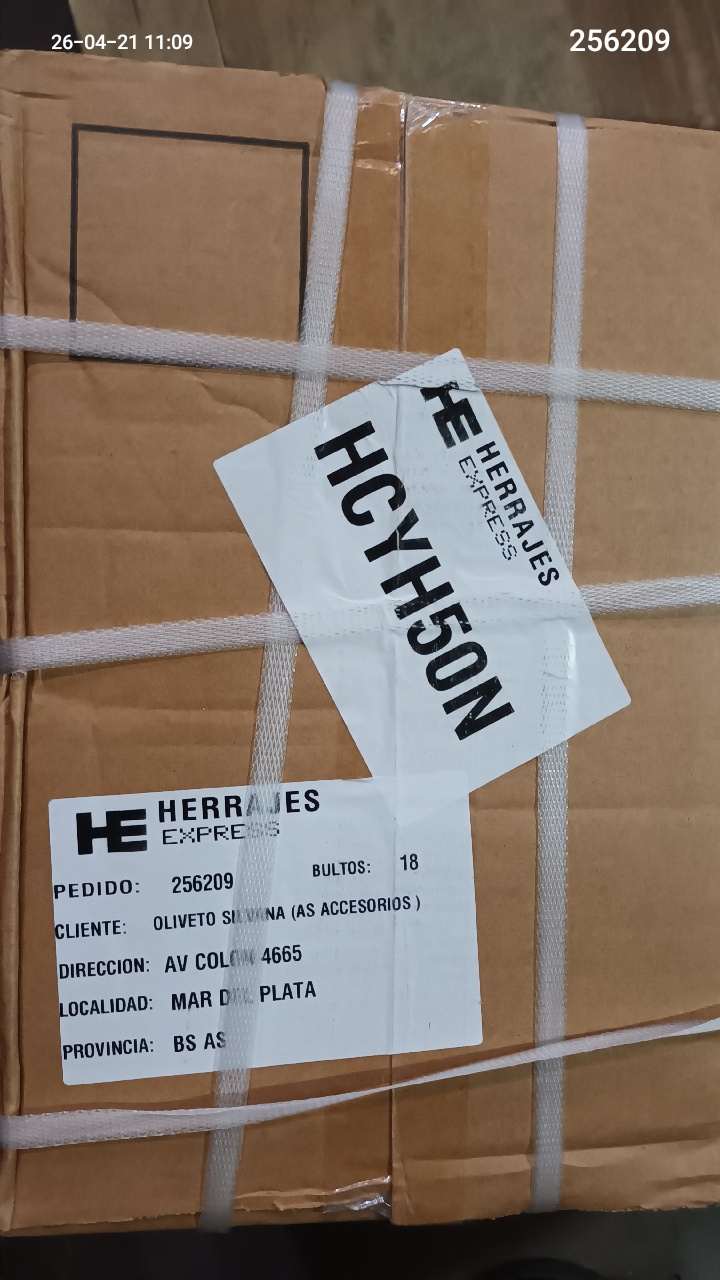 26-04-21 11:09
256209
HE HERRAJES
EXPRESS
HCYH50N
HE HERRAJES
EXPRESS
PEDIDO: 256209 BULTOS: 18
CLIENTE: OLIVETO SILVANA (AS ACCESORIOS )
DIRECCION: AV COLON 4665
LOCALIDAD: MAR DEL PLATA
PROVINCIA: BS AS